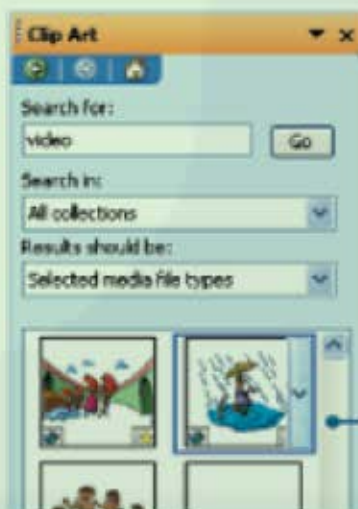 Clip Art
Search for:
video
Go
Search in:
All collections
Results should be:
Selected media file types